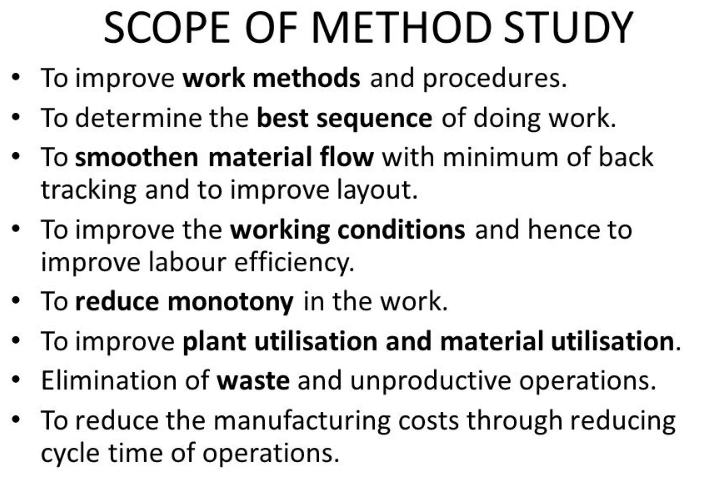 SCOPE OF METHOD STUDY
• To improve work methods and procedures.
• To determine the best sequence of doing work.
• To smoothen material flow with minimum of back
tracking and to improve layout.
• To improve the working conditions and hence to
improve labour efficiency.
• To reduce monotony in the work.
• To improve plant utilisation and material utilisation.
• Elimination of waste and unproductive operations.
• To reduce the manufacturing costs through reducing
cycle time of operations.